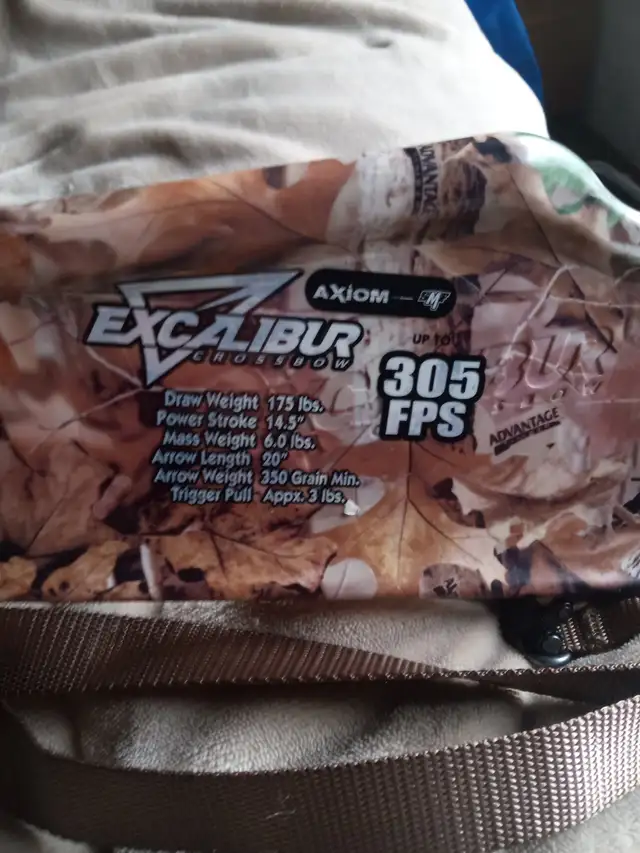 AXIOM SMF
EXCALIBUR
CROSSBOW
UP TO
305
FPS
Draw Weight 175 lbs.
Power Stroke 14.5"
Mass Weight 6.0 lbs.
Arrow Length 20"
Arrow Weight 350 Grain Min.
Trigger Pull Appx. 3 lbs.
ADVANTAGE